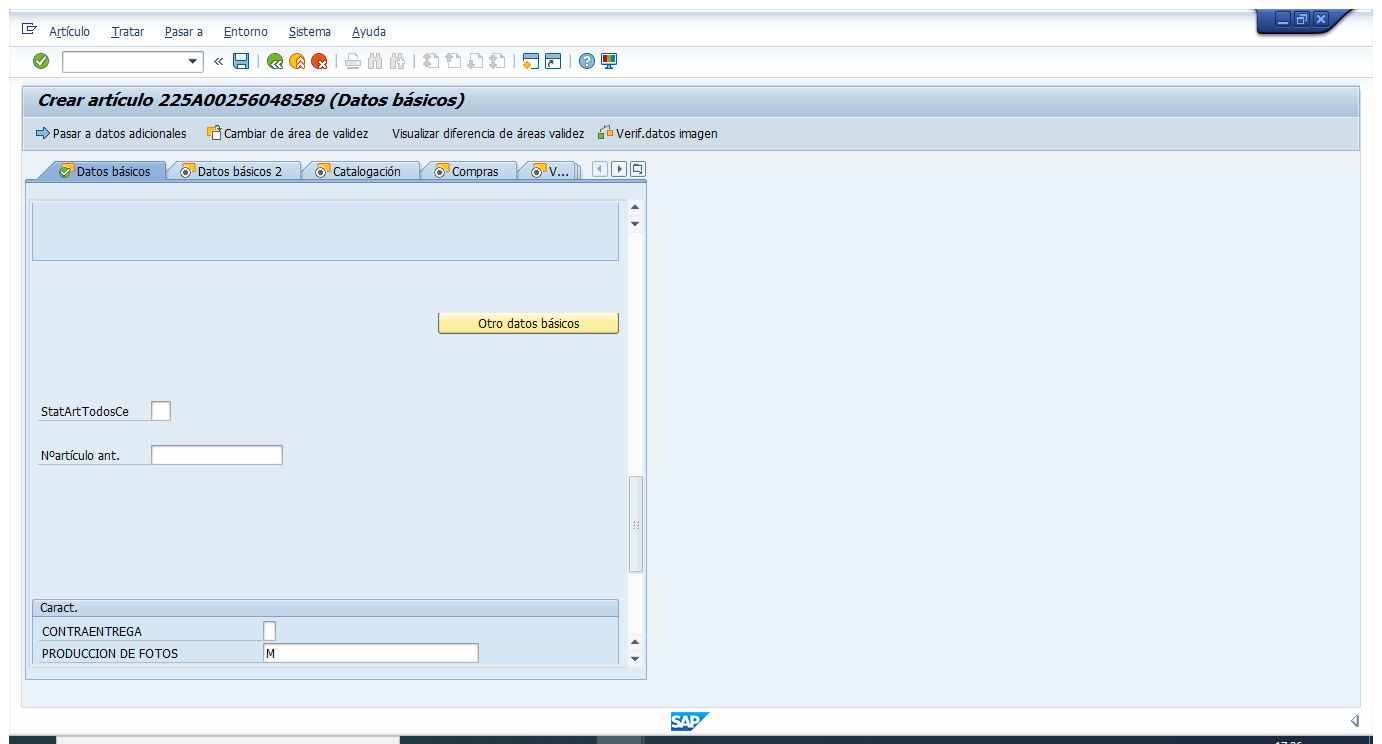 Artículo Tratar Pasar a Entorno Sistema Ayuda
Crear artículo 225A00256048589 (Datos básicos)
Pasar a datos adicionales Cambiar de área de validez Visualizar diferencia de áreas validez Verif.datos imagen
Datos básicos Datos básicos 2 Catalogación Compras V...
Otro datos básicos
StatArtTodosCe
Nºartículo ant.
Caract.
CONTRAENTREGA
PRODUCCION DE FOTOS M
SAP